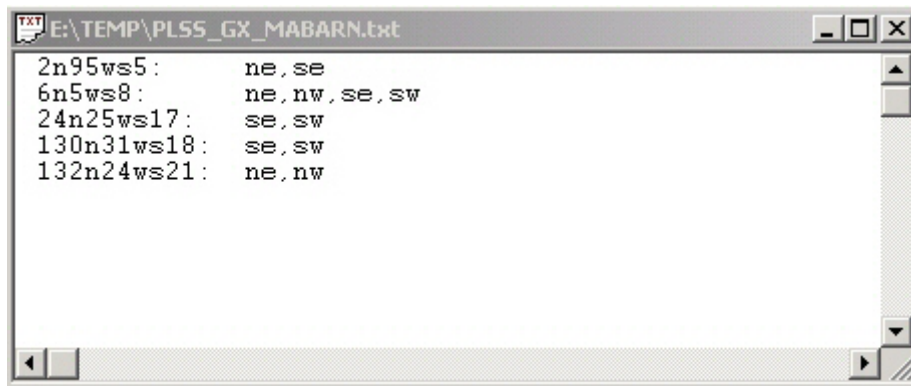 TXT
E:\TEMP\PLSS_GX_MABARN.txt
2n95ws5: ne,se
6n5ws8: ne,nw,se,sw
24n25ws17: se,sw
130n31ws18: se,sw
132n24ws21: ne,nw